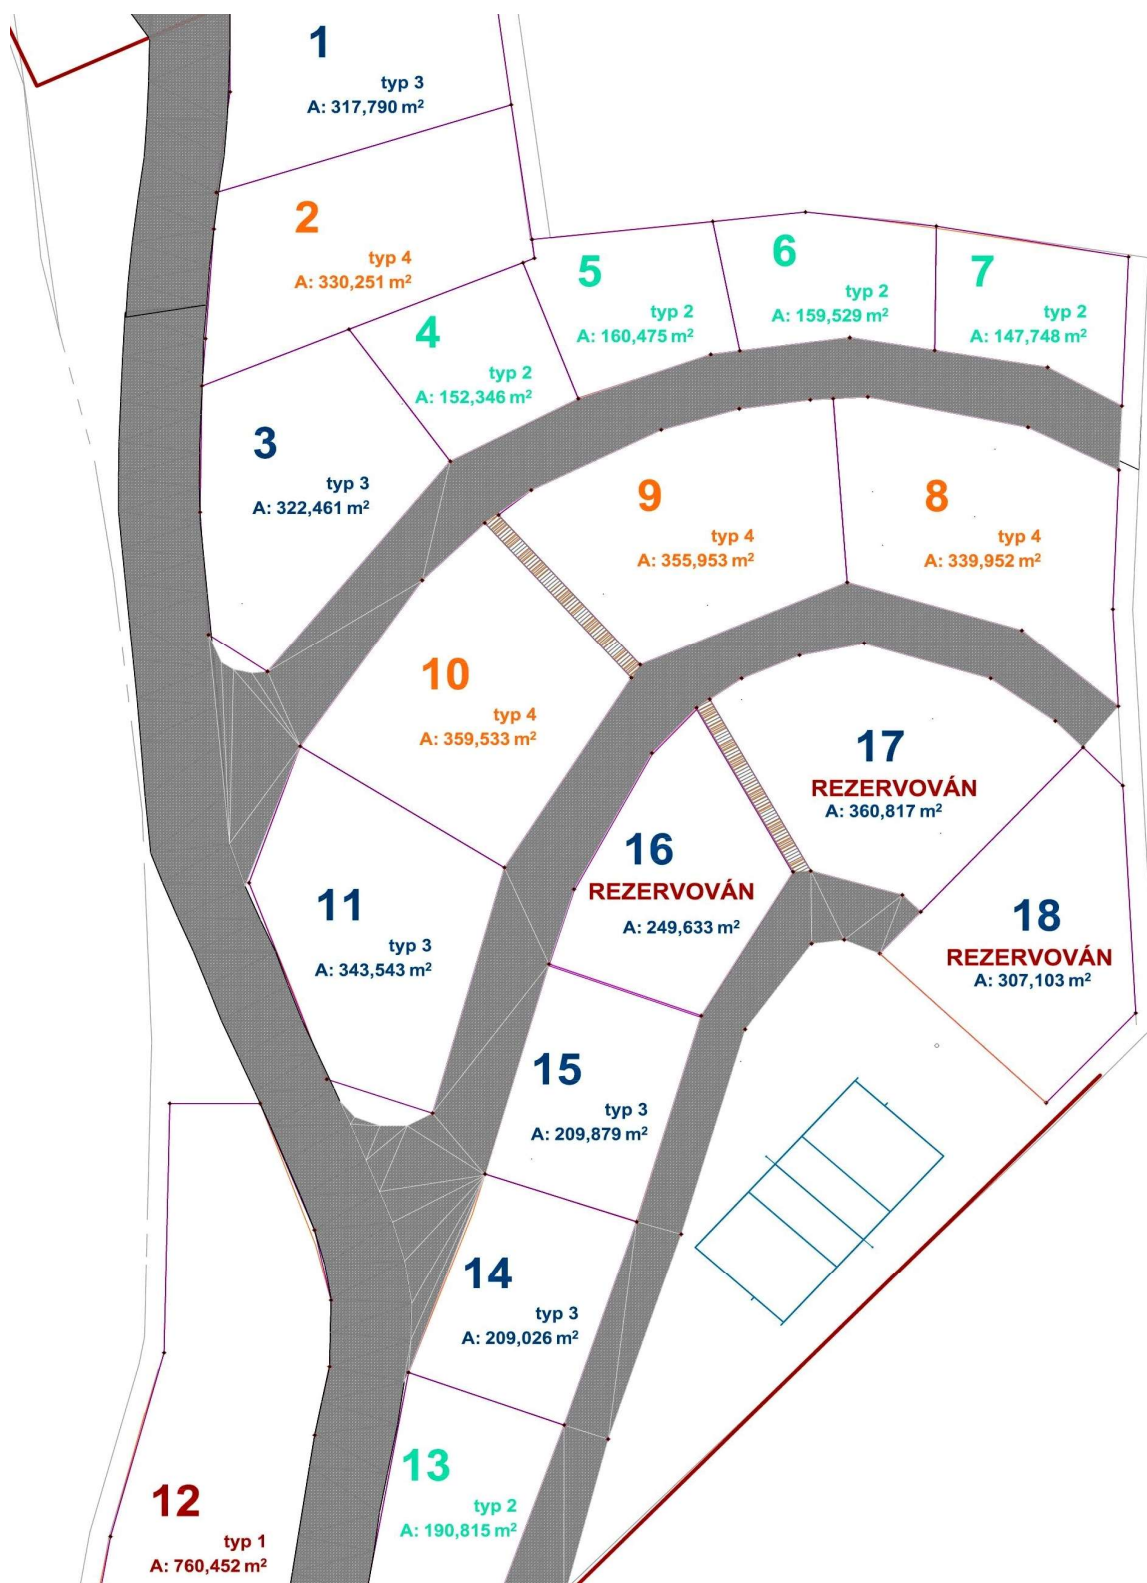 1
typ 3
A: 317,790 m²
2
typ 4
A: 330,251 m²
3
typ 3
A: 322,461 m²
4
typ 2
A: 152,346 m²
5
typ 2
A: 160,475 m²
6
typ 2
A: 159,529 m²
7
typ 2
A: 147,748 m²
8
typ 4
A: 339,952 m²
9
typ 4
A: 355,953 m²
10
typ 4
A: 359,533 m²
11
typ 3
A: 343,543 m²
12
typ 1
A: 760,452 m²
13
typ 2
A: 190,815 m²
14
typ 3
A: 209,026 m²
15
typ 3
A: 209,879 m²
16
REZERVOVÁN
A: 249,633 m²
17
REZERVOVÁN
A: 360,817 m²
18
REZERVOVÁN
A: 307,103 m²